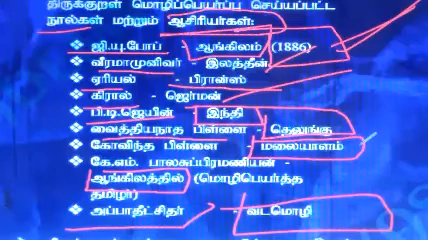 திருக்குறள் மொழிப்பெயர்ப்பு செய்யப்பட்ட
நூல்கள் மற்றும் ஆசிரியர்கள்:
❖ ஜி.யு.போப் - ஆங்கிலம் (1886)
❖ வீரமாமுனிவர் - இலத்தீன்
❖ ஏரியல் - பிரான்ஸ்
❖ கிரால் - ஜெர்மன்
❖ பி.டி.ஜெயின் - இந்தி
❖ வைத்தியநாத பிள்ளை - தெலுங்கு
❖ கோவிந்த பிள்ளை - மலையாளம்
❖ கே.எம். பாலசுப்பிரமணியன் -
ஆங்கிலத்தில் (மொழிபெயர்த்த
தமிழர்)
❖ அப்பாதீட்சிதர் - வடமொழி